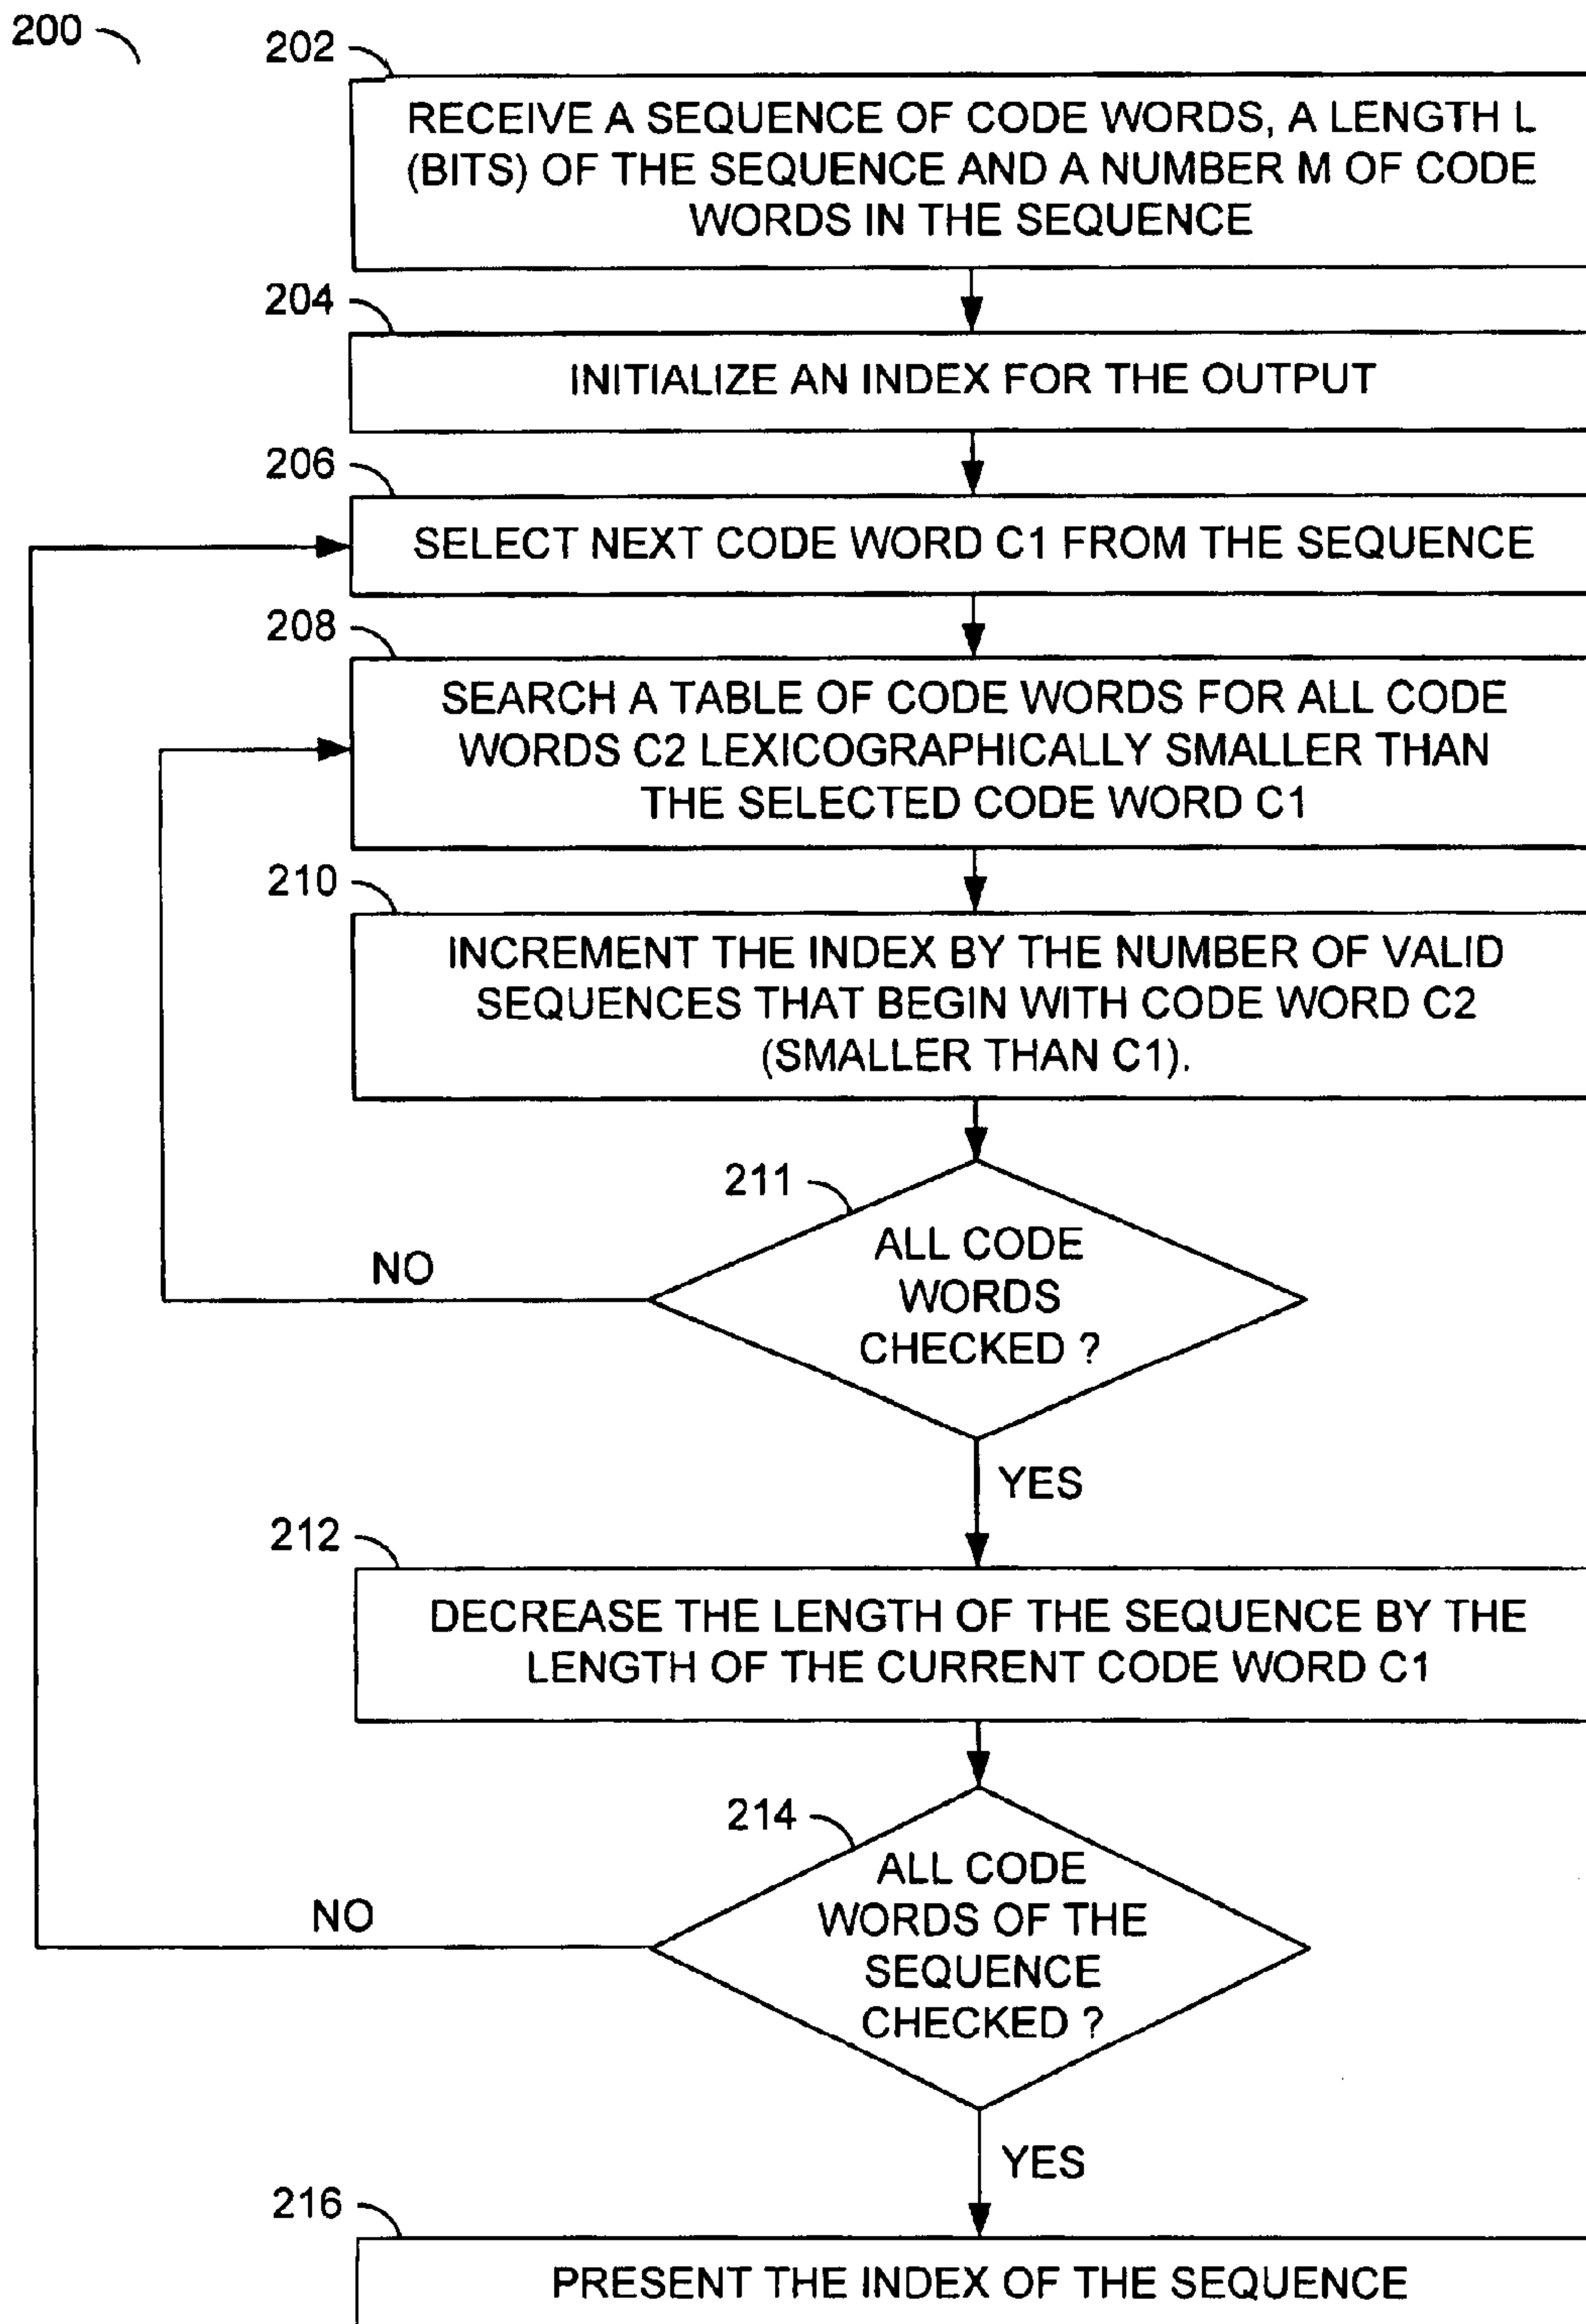 200
202
RECEIVE A SEQUENCE OF CODE WORDS, A LENGTH L
(BITS) OF THE SEQUENCE AND A NUMBER M OF CODE
WORDS IN THE SEQUENCE
204
INITIALIZE AN INDEX FOR THE OUTPUT
206
SELECT NEXT CODE WORD C1 FROM THE SEQUENCE
208
SEARCH A TABLE OF CODE WORDS FOR ALL CODE
WORDS C2 LEXICOGRAPHICALLY SMALLER THAN
THE SELECTED CODE WORD C1
210
INCREMENT THE INDEX BY THE NUMBER OF VALID
SEQUENCES THAT BEGIN WITH CODE WORD C2
(SMALLER THAN C1).
211
ALL CODE
WORDS
CHECKED ?
NO
YES
212
DECREASE THE LENGTH OF THE SEQUENCE BY THE
LENGTH OF THE CURRENT CODE WORD C1
214
ALL CODE
WORDS OF THE
SEQUENCE
CHECKED ?
NO
YES
216
PRESENT THE INDEX OF THE SEQUENCE